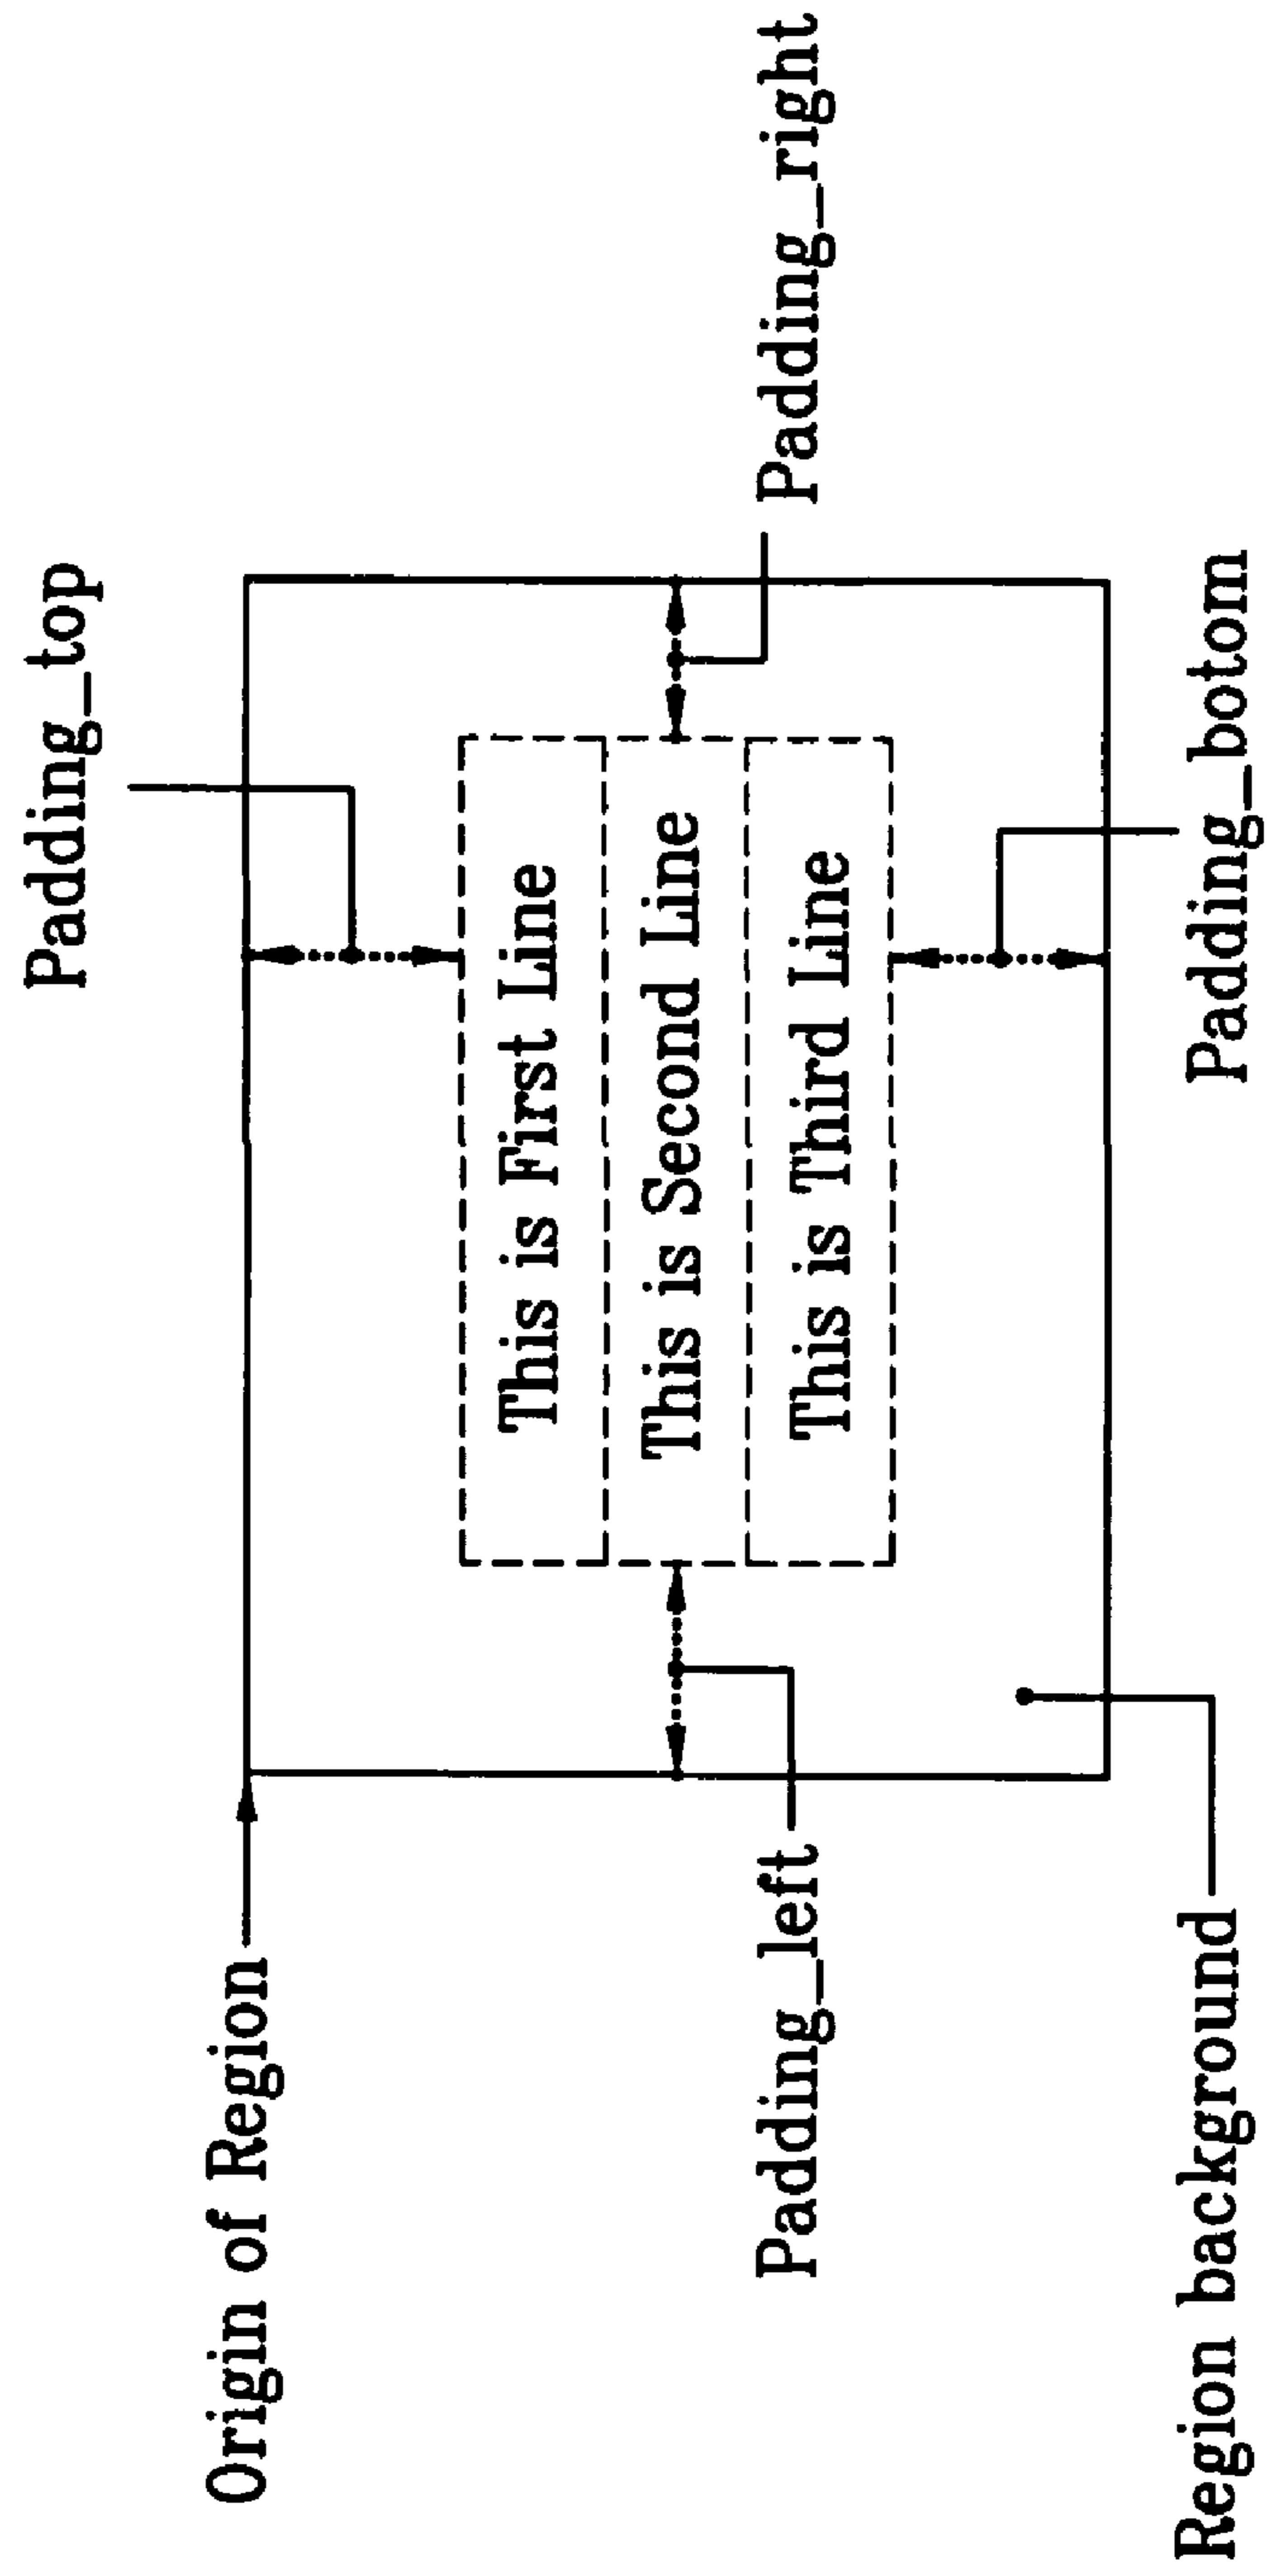 Padding_top
Origin of Region
This is First Line
This is Second Line
This is Third Line
Padding_left
Padding_right
Region background
Padding_botom